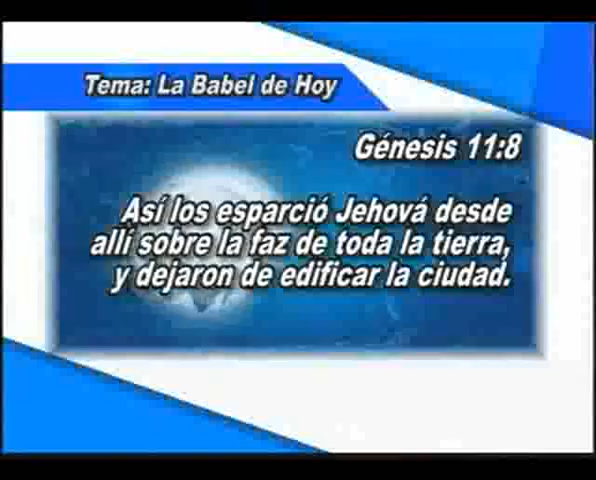 Tema: La Babel de Hoy
Génesis 11:8
Así los esparció Jehová desde
allí sobre la faz de toda la tierra,
y dejaron de edificar la ciudad.